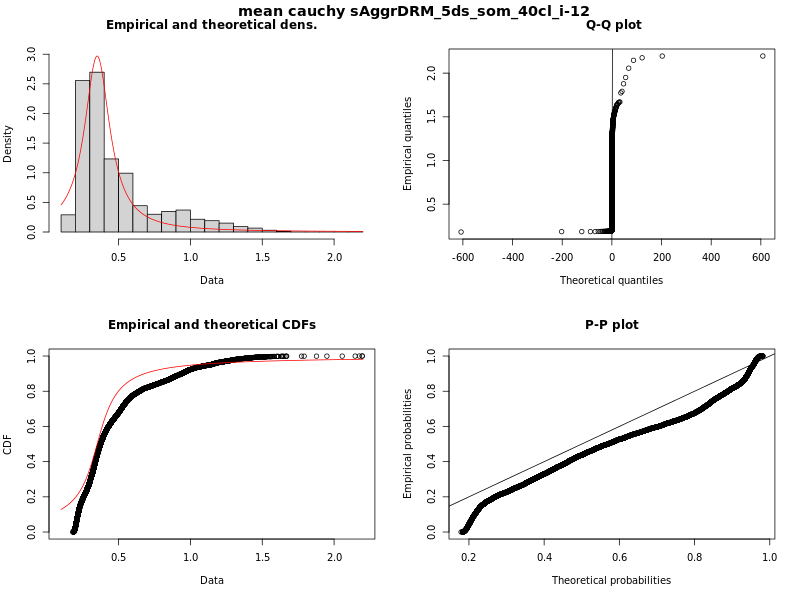 mean cauchy sAggrDRM_5ds_som_40cl_i-12
Empirical and theoretical dens.
Density
0.0 0.5 1.0 1.5 2.0 2.5 3.0
0.5 1.0 1.5 2.0
Data
Q-Q plot
Empirical quantiles
0.5 1.0 1.5 2.0
-600 -400 -200 0 200 400 600
Theoretical quantiles
Empirical and theoretical CDFs
CDF
0.0 0.2 0.4 0.6 0.8 1.0
0.5 1.0 1.5 2.0
Data
P-P plot
Empirical probabilities
0.0 0.2 0.4 0.6 0.8 1.0
0.2 0.4 0.6 0.8 1.0
Theoretical probabilities